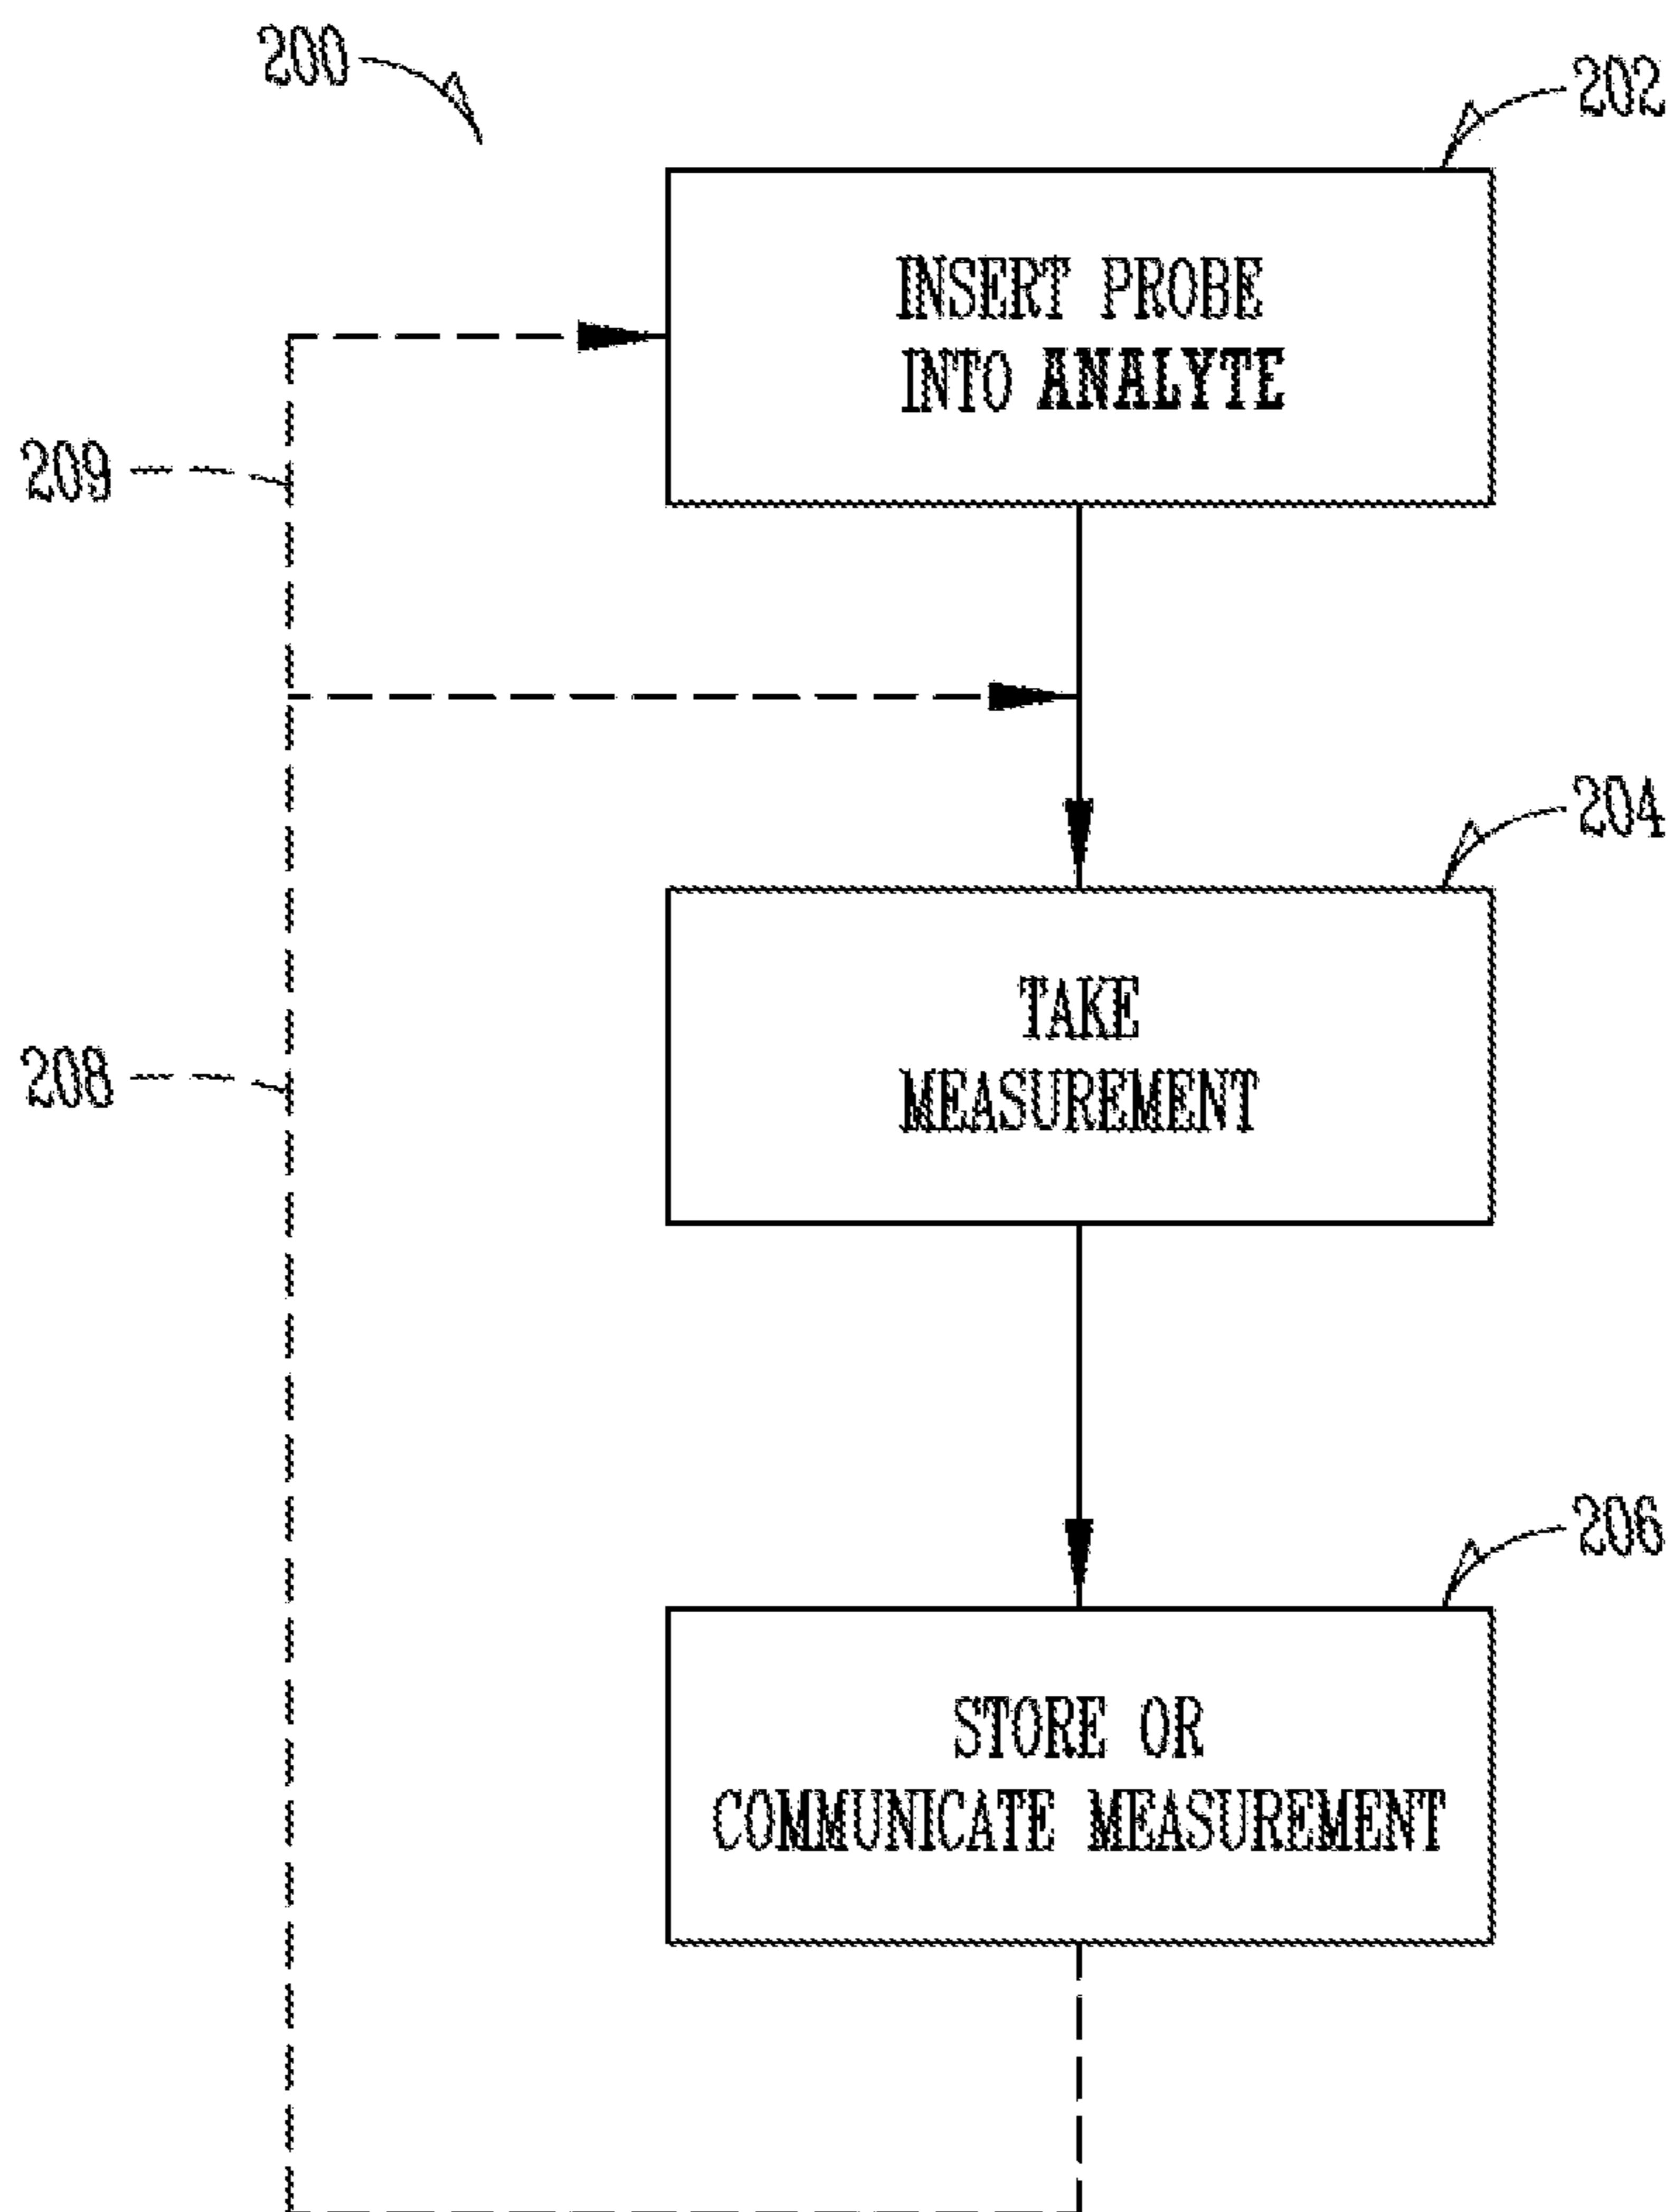 200
202
INSERT PROBE
INTO ANALYTE
209
204
TAKE
MEASUREMENT
208
206
STORE OR
COMMUNICATE MEASUREMENT